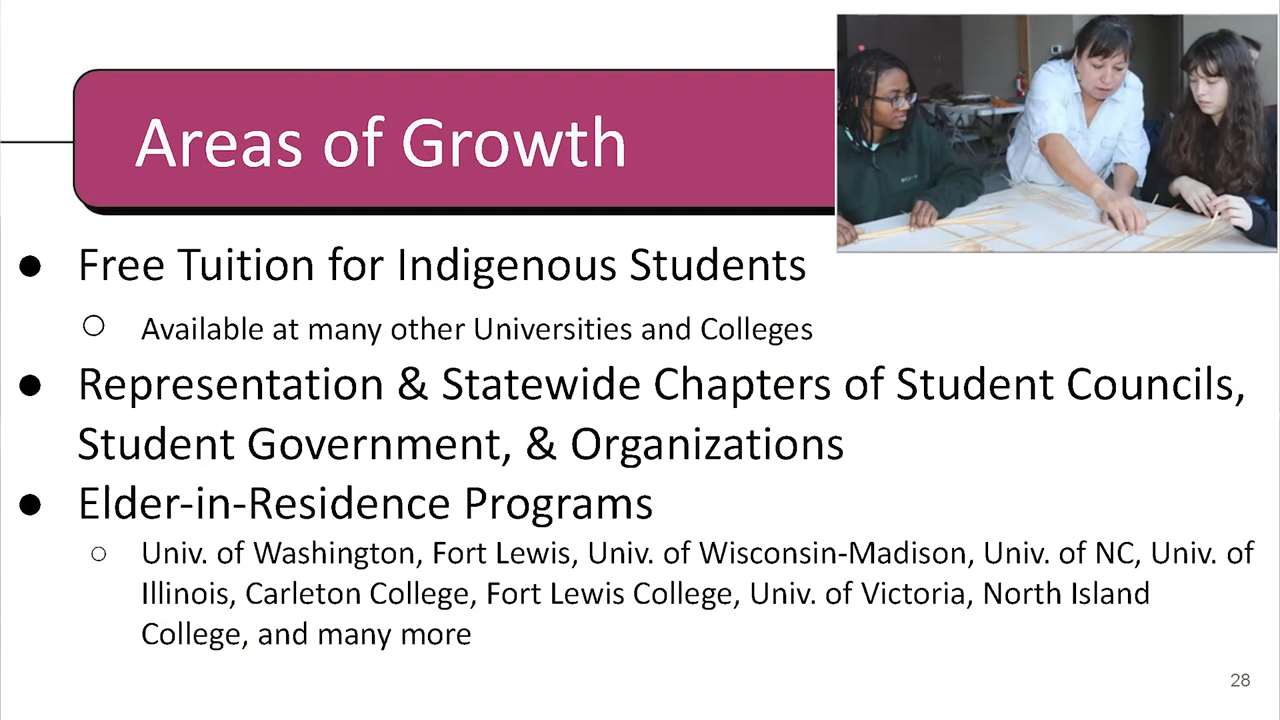 Areas of Growth
● Free Tuition for Indigenous Students
○ Available at many other Universities and Colleges
● Representation & Statewide Chapters of Student Councils,
Student Government, & Organizations
● Elder-in-Residence Programs
○ Univ. of Washington, Fort Lewis, Univ. of Wisconsin-Madison, Univ. of NC, Univ. of
Illinois, Carleton College, Fort Lewis College, Univ. of Victoria, North Island
College, and many more
28